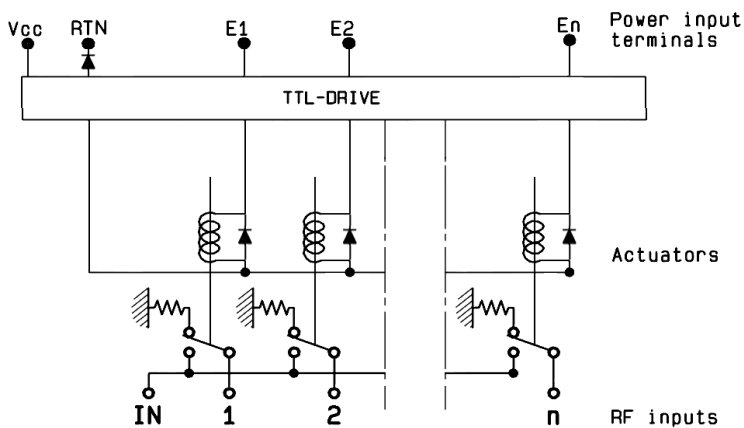 Vcc RTN E1 E2 En Power input
terminals
TTL-DRIVE
Actuators
IN 1 2 n RF inputs